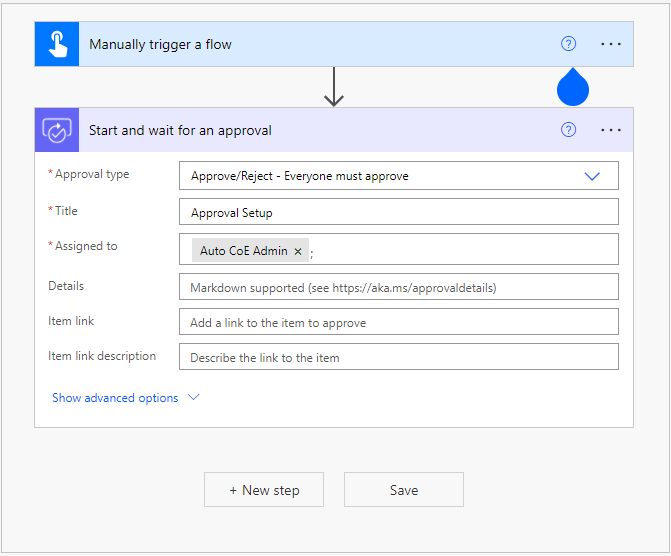 Manually trigger a flow
?
Start and wait for an approval
?
* Approval type
Approve/Reject - Everyone must approve
* Title
Approval Setup
* Assigned to
Auto CoE Admin × ;
Details
Markdown supported (see https://aka.ms/approvaldetails)
Item link
Add a link to the item to approve
Item link description
Describe the link to the item
Show advanced options
+ New step
Save